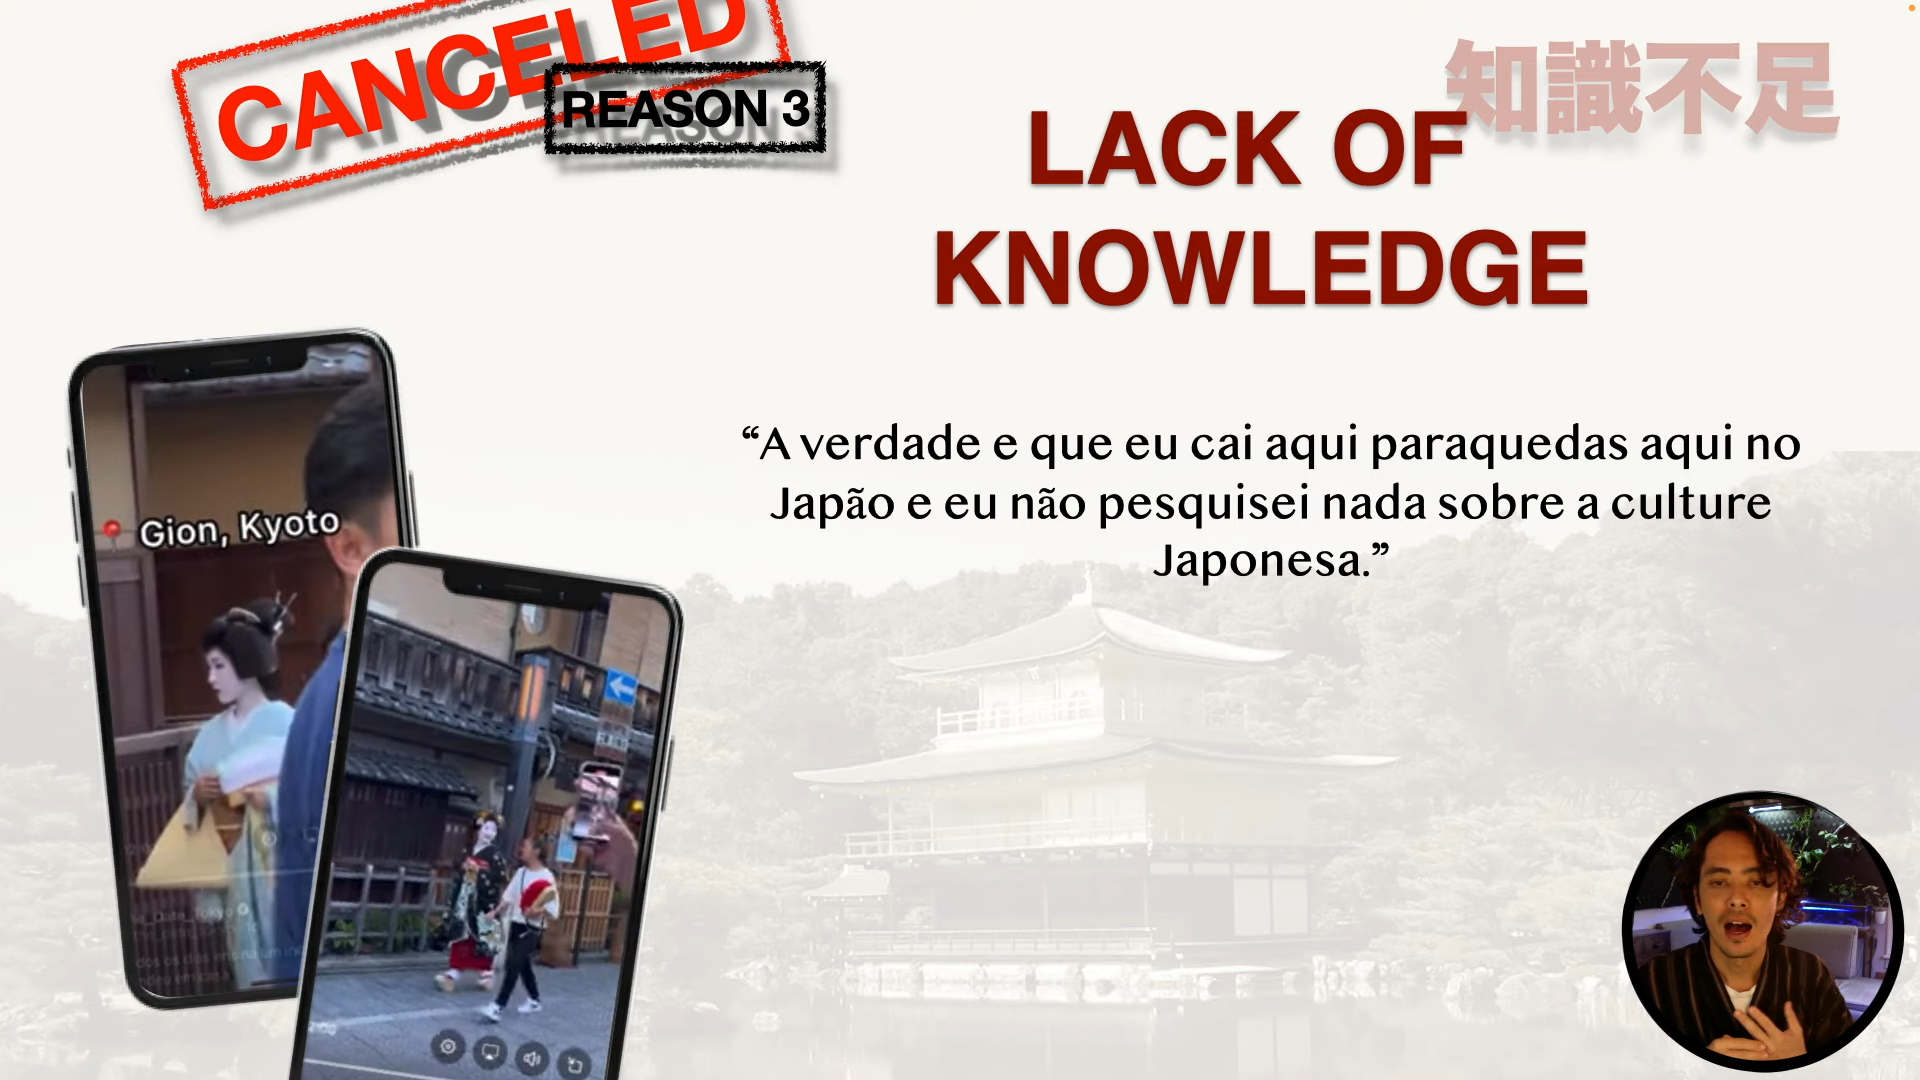 CANCELED
REASON 3
知識不足
LACK OF
KNOWLEDGE
“A verdade e que eu cai aqui paraquedas aqui no
Japão e eu não pesquisei nada sobre a culture
Japonesa.”
Gion, Kyoto